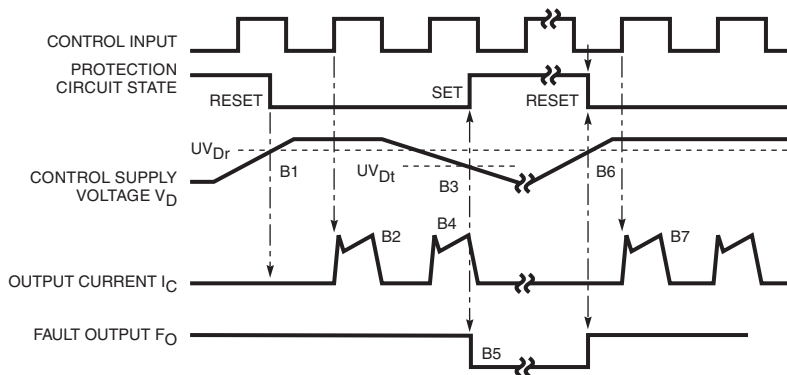 CONTROL INPUT
PROTECTION
CIRCUIT STATE
RESET
SET
RESET
UVDr
B1
UVDt
B3
B6
CONTROL SUPPLY
VOLTAGE VD
B2
B4
B7
OUTPUT CURRENT IC
FAULT OUTPUT FO
B5